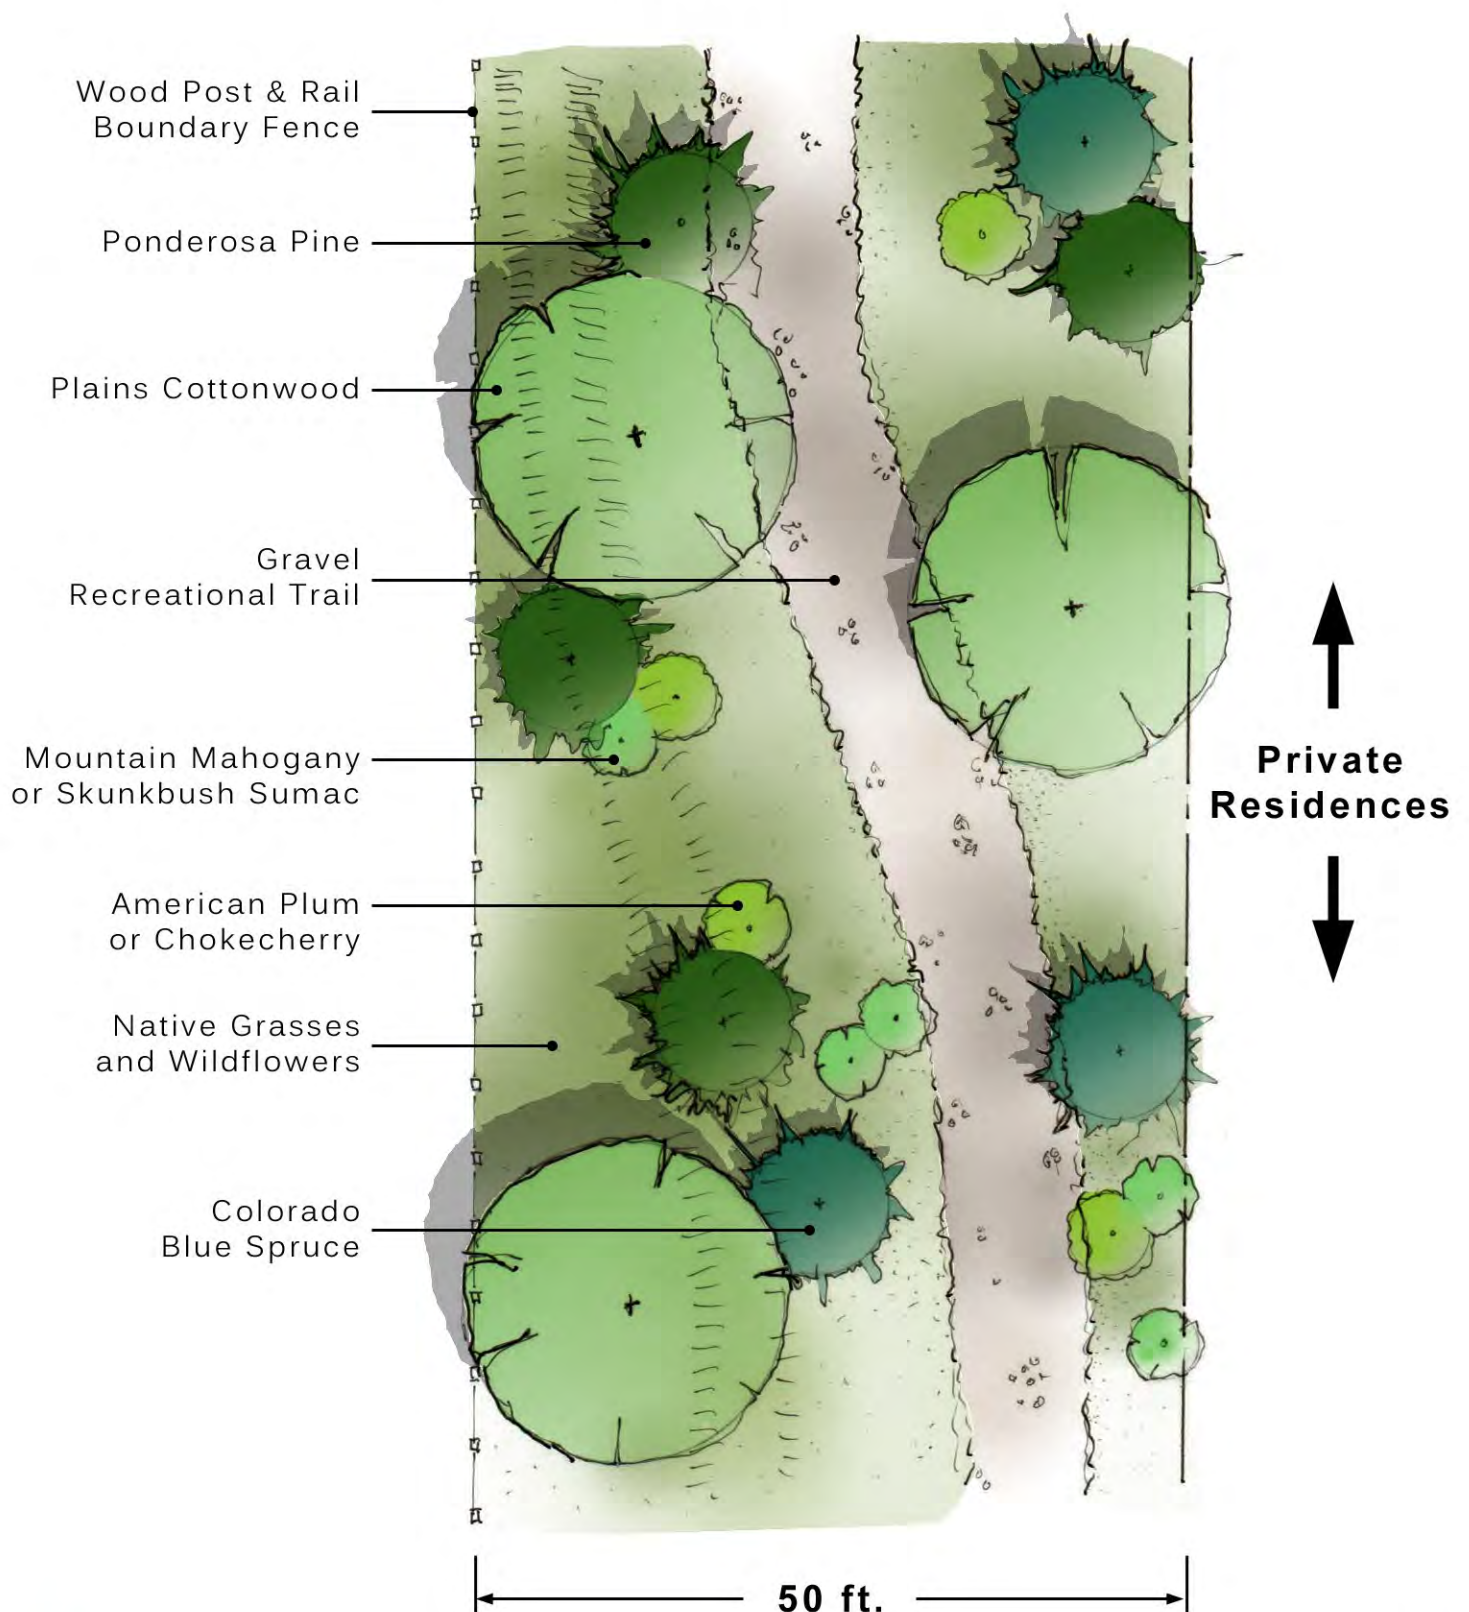 Wood Post & Rail
Boundary Fence
Ponderosa Pine
Plains Cottonwood
Gravel
Recreational Trail
Mountain Mahogany
or Skunkbush Sumac
American Plum
or Chokecherry
Native Grasses
and Wildflowers
Colorado
Blue Spruce
Private
Residences
50 ft.